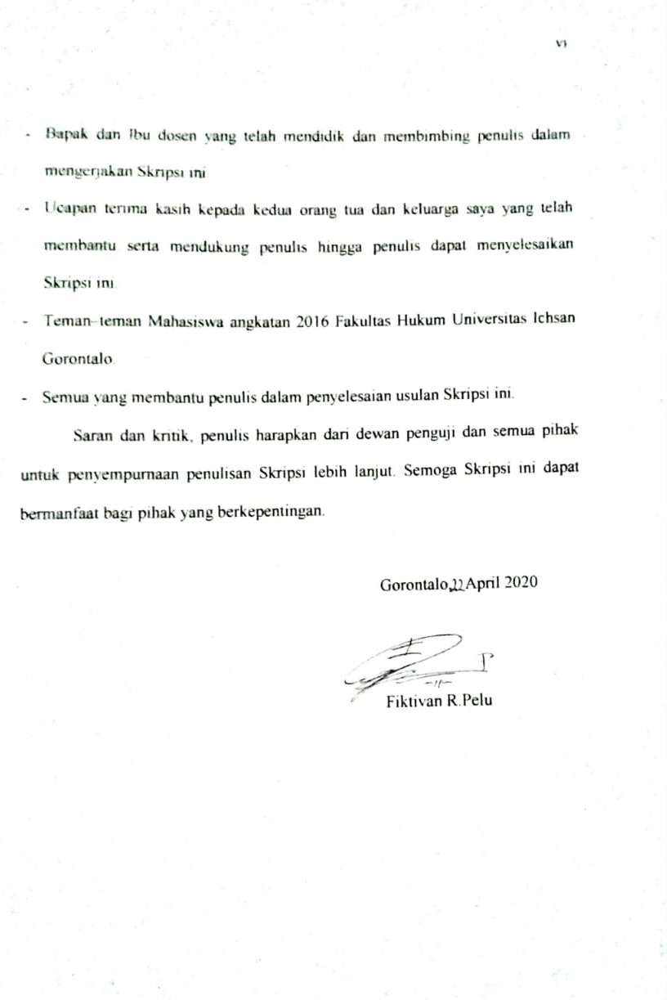 vi
- Bapak dan Ibu dosen yang telah mendidik dan membimbing penulis dalam
mengerjakan Skripsi ini
- Ucapan terima kasih kepada kedua orang tua dan keluarga saya yang telah
membantu serta mendukung penulis hingga penulis dapat menyelesaikan
Skripsi ini.
- Teman-teman Mahasiswa angkatan 2016 Fakultas Hukum Universitas Ichsan
Gorontalo.
- Semua yang membantu penulis dalam penyelesaian usulan Skripsi ini.
Saran dan kritik, penulis harapkan dari dewan penguji dan semua pihak
untuk penyempurnaan penulisan Skripsi lebih lanjut. Semoga Skripsi ini dapat
bermanfaat bagi pihak yang berkepentingan.
Gorontalo,22 April 2020
Fiktivan R.Pelu